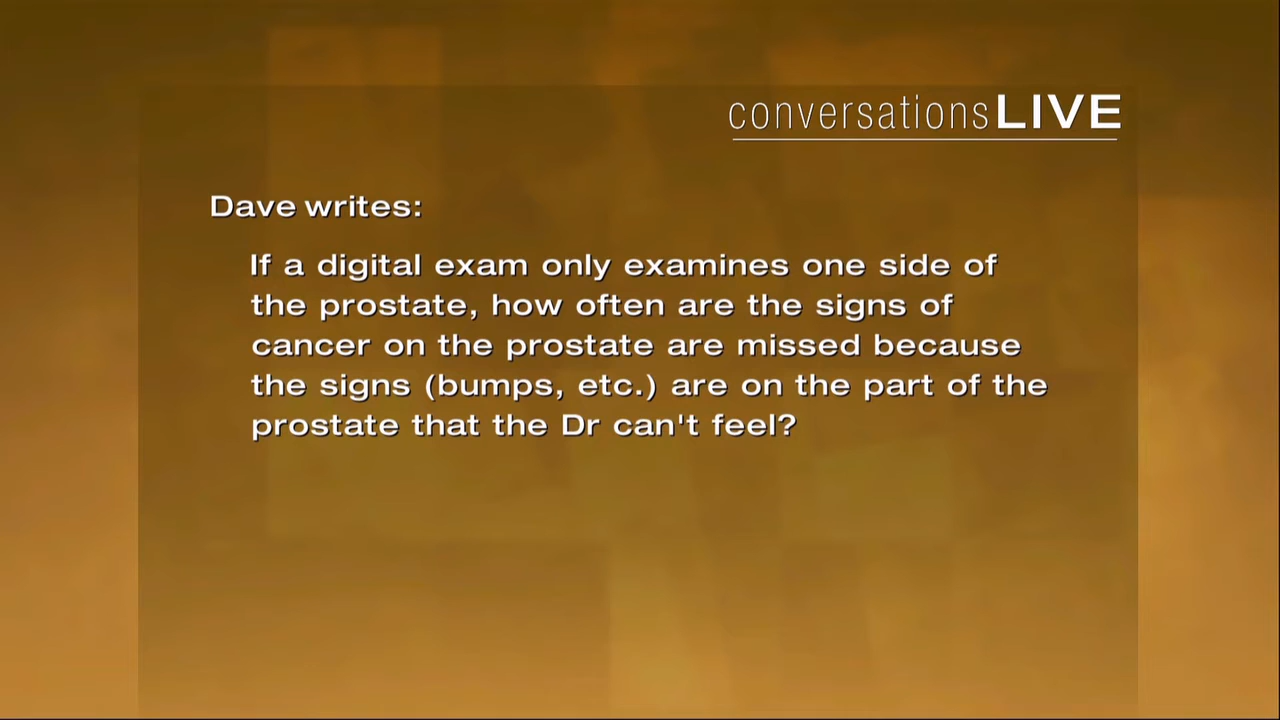 conversationsLIVE
Dave writes:
If a digital exam only examines one side of
the prostate, how often are the signs of
cancer on the prostate are missed because
the signs (bumps, etc.) are on the part of the
prostate that the Dr can't feel?